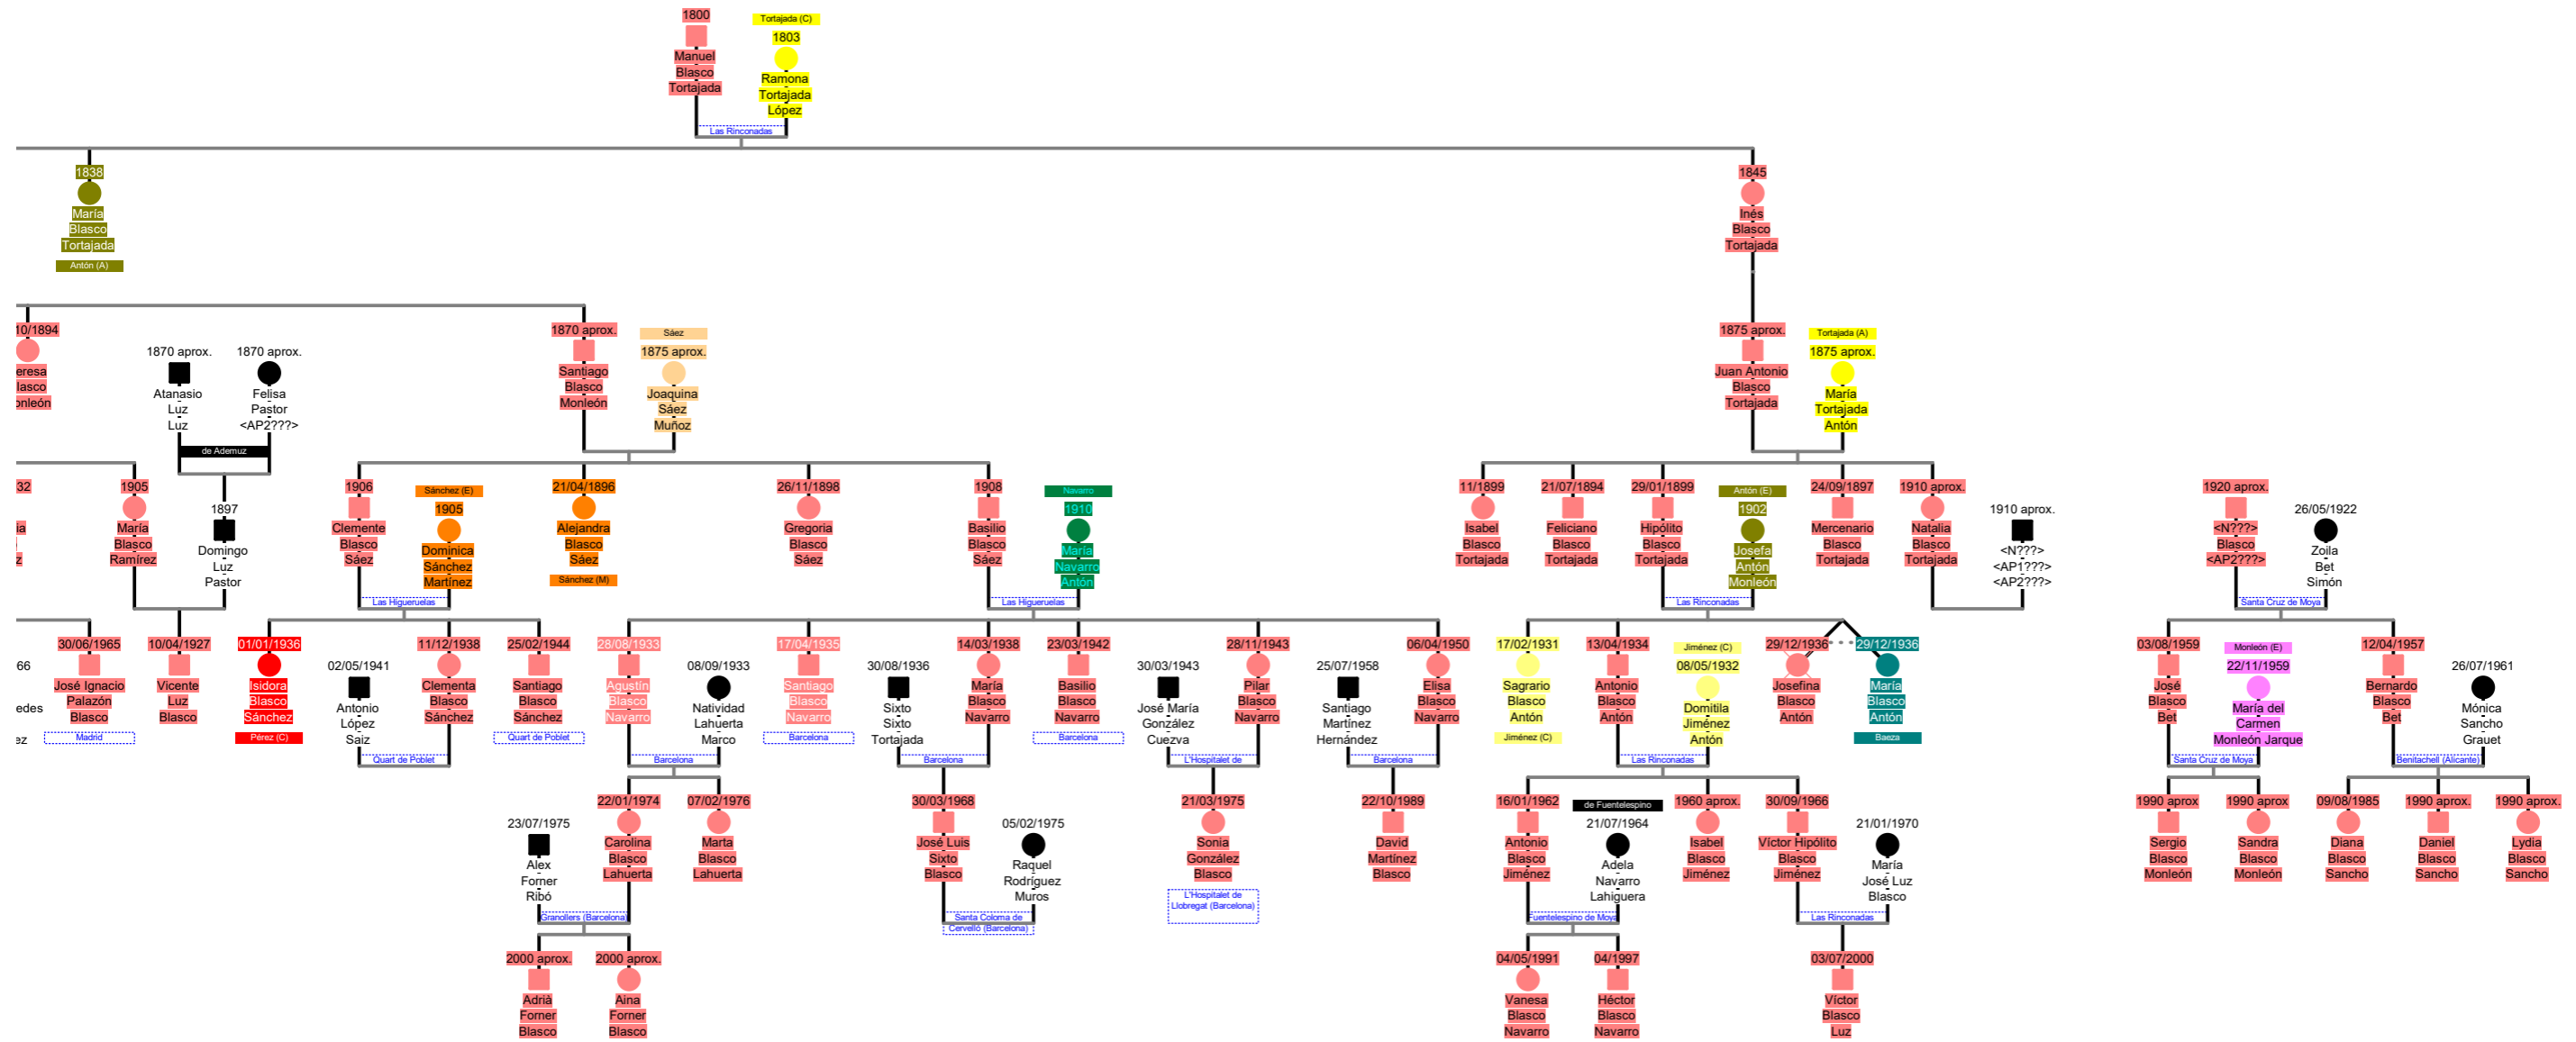 1800
Manuel
Blasco
Tortajada
Tortajada (C)
1803
Ramona
Tortajada
López
Las Rinconadas
1838
María
Blasco
Tortajada
Antón (A)
1845
Inés
Blasco
Tortajada
10/1894
eresa
lasco
onleón
1870 aprox.
Atanasio
Luz
Luz
1870 aprox.
Felisa
Pastor
<AP2???>
de Ademuz
1870 aprox.
Santiago
Blasco
Monleón
Sáez
1875 aprox.
Joaquina
Sáez
Muñoz
1875 aprox.
Juan Antonio
Blasco
Tortajada
Tortajada (A)
1875 aprox.
María
Tortajada
Antón
32
ia
z
1905
María
Blasco
Ramírez
1897
Domingo
Luz
Pastor
1906
Clemente
Blasco
Sáez
Sánchez (E)
1905
Dominica
Sánchez
Martínez
Las Higueruelas
21/04/1896
Alejandra
Blasco
Sáez
Sánchez (M)
26/11/1898
Gregoria
Blasco
Sáez
1908
Basilio
Blasco
Sáez
Navarro
1910
María
Navarro
Antón
Las Higueruelas
11/1899
Isabel
Blasco
Tortajada
21/07/1894
Feliciano
Blasco
Tortajada
29/01/1899
Hipólito
Blasco
Tortajada
Antón (E)
1902
Josefa
Antón
Monleón
Las Rinconadas
24/09/1897
Mercenario
Blasco
Tortajada
1910 aprox.
Natalia
Blasco
Tortajada
1910 aprox.
<N???>
<AP1???>
<AP2???>
1920 aprox.
<N???>
Blasco
<AP2???>
26/05/1922
Zoila
Bet
Simón
Santa Cruz de Moya
66
edes
ez
30/06/1965
José Ignacio
Palazón
Blasco
Madrid
10/04/1927
Vicente
Luz
Blasco
01/01/1936
Isidora
Blasco
Sánchez
Pérez (C)
02/05/1941
Antonio
López
Saiz
11/12/1938
Clementa
Blasco
Sánchez
Quart de Poblet
25/02/1944
Santiago
Blasco
Sánchez
Quart de Poblet
28/08/1933
Agustín
Blasco
Navarro
08/09/1933
Natividad
Lahuerta
Marco
Barcelona
17/04/1935
Santiago
Blasco
Navarro
Barcelona
30/08/1936
Sixto
Sixto
Tortajada
14/03/1938
María
Blasco
Navarro
Barcelona
23/03/1942
Basilio
Blasco
Navarro
Barcelona
30/03/1943
José María
González
Cuezva
28/11/1943
Pilar
Blasco
Navarro
L'Hospitalet de
25/07/1958
Santiago
Martínez
Hernández
06/04/1950
Elisa
Blasco
Navarro
Barcelona
17/02/1931
Sagrario
Blasco
Antón
Jiménez (C)
13/04/1934
Antonio
Blasco
Antón
Jiménez (C)
08/05/1932
Domitila
Jiménez
Antón
Las Rinconadas
29/12/1936
Josefina
Blasco
Antón
29/12/1936
María
Blasco
Antón
Baeza
03/08/1959
José
Blasco
Bet
Monleón (E)
22/11/1959
María del
Carmen
Monleón Jarque
Santa Cruz de Moya
12/04/1957
Bernardo
Blasco
Bet
26/07/1961
Mónica
Sancho
Grauet
Benitachell (Alicante)
23/07/1975
Alex
Forner
Ribó
22/01/1974
Carolina
Blasco
Lahuerta
Granollers (Barcelona)
07/02/1976
Marta
Blasco
Lahuerta
30/03/1968
José Luis
Sixto
Blasco
05/02/1975
Raquel
Rodríguez
Muros
Santa Coloma de
Cervelló (Barcelona)
21/03/1975
Sonia
González
Blasco
L'Hospitalet de
Llobregat (Barcelona)
22/10/1989
David
Martínez
Blasco
16/01/1962
Antonio
Blasco
Jiménez
de Fuentelespino
21/07/1964
Adela
Navarro
Lahiguera
Fuentelespino de Moya
1960 aprox.
Isabel
Blasco
Jiménez
30/09/1966
Víctor Hipólito
Blasco
Jiménez
21/01/1970
María
José Luz
Blasco
Las Rinconadas
1990 aprox
Sergio
Blasco
Monleón
1990 aprox
Sandra
Blasco
Monleón
09/08/1985
Diana
Blasco
Sancho
1990 aprox.
Daniel
Blasco
Sancho
1990 aprox.
Lydia
Blasco
Sancho
2000 aprox.
Adrià
Forner
Blasco
2000 aprox.
Aina
Forner
Blasco
04/05/1991
Vanesa
Blasco
Navarro
04/1997
Héctor
Blasco
Navarro
03/07/2000
Víctor
Blasco
Luz